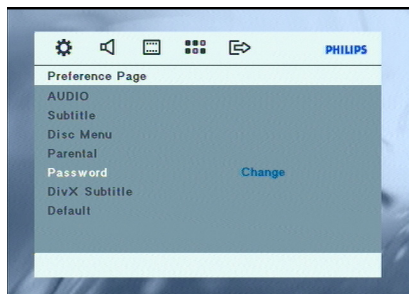 PHILIPS
Preference Page
AUDIO
Subtitle
Disc Menu
Parental
Password Change
DivX Subtitle
Default